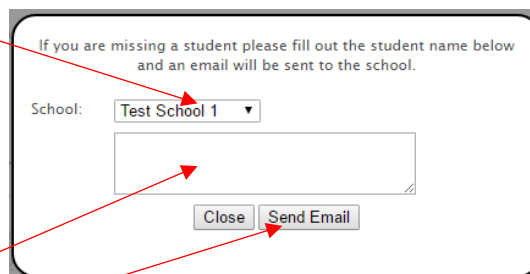 If you are missing a student please fill out the student name below
and an email will be sent to the school.
School: Test School 1
Close Send Email